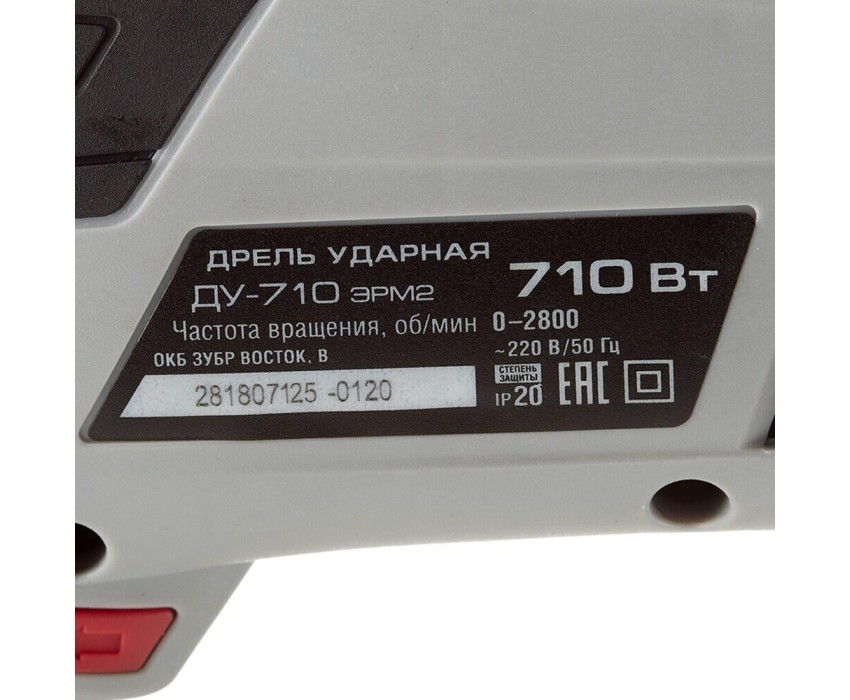 ДРЕЛЬ УДАРНАЯ
ДУ-710 ЭРМ2
710 Вт
Частота вращения, об/мин 0-2800
ОКБ ЗУБР ВОСТОК, В
~220 В/50 Гц
СТЕПЕНЬ
ЗАЩИТЫ
IP20
EAC
281807125 -0120